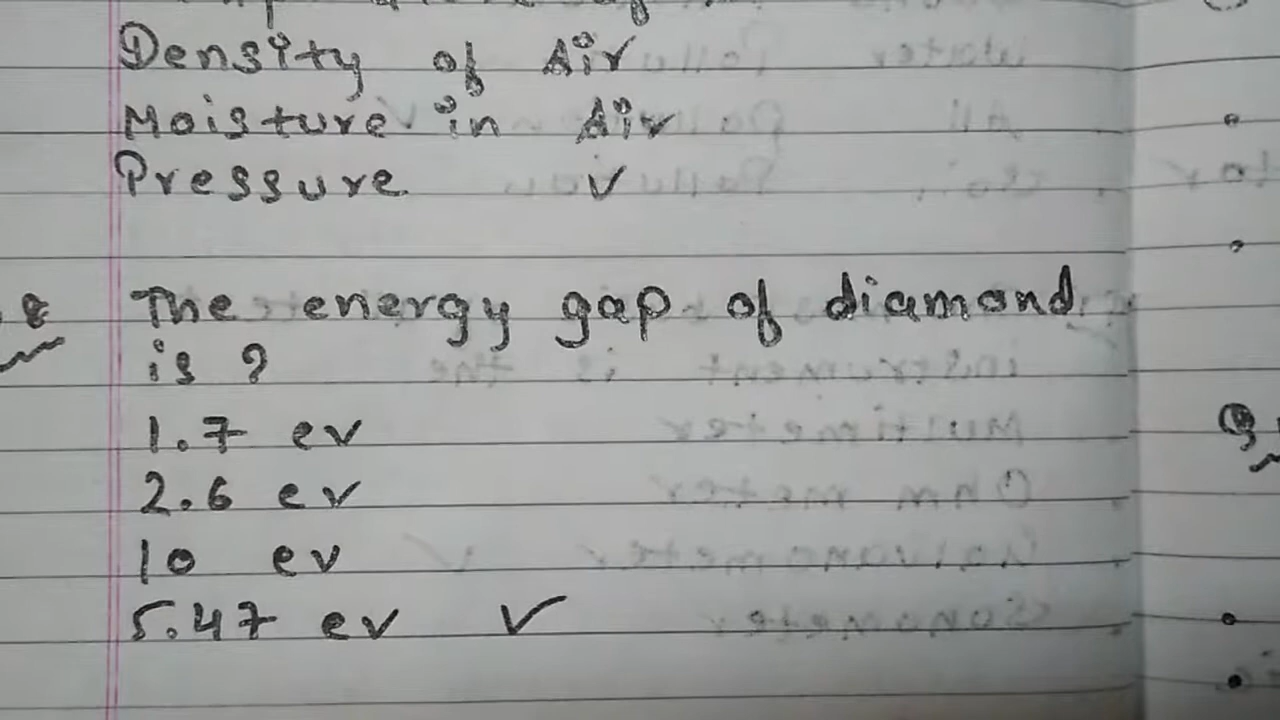 Density of Air
Moisture in Air
Pressure ✓
The energy gap of diamond
is ?
1.7 ev
2.6 ev
10 ev
5.47 ev ✓